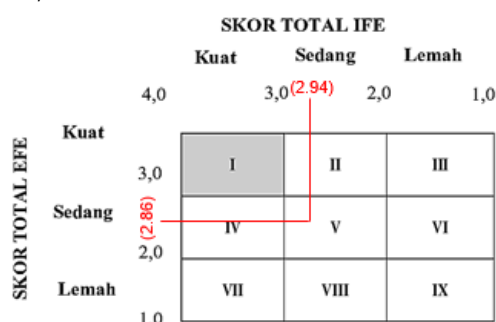 SKOR TOTAL IFE
Kuat Sedang Lemah
4,0 3,0 (2.94) 2,0 1,0
SKOR TOTAL EFE
Kuat
3,0 I II III
Sedang (2.86) IV V VI
2,0
Lemah VII VIII IX
1,0